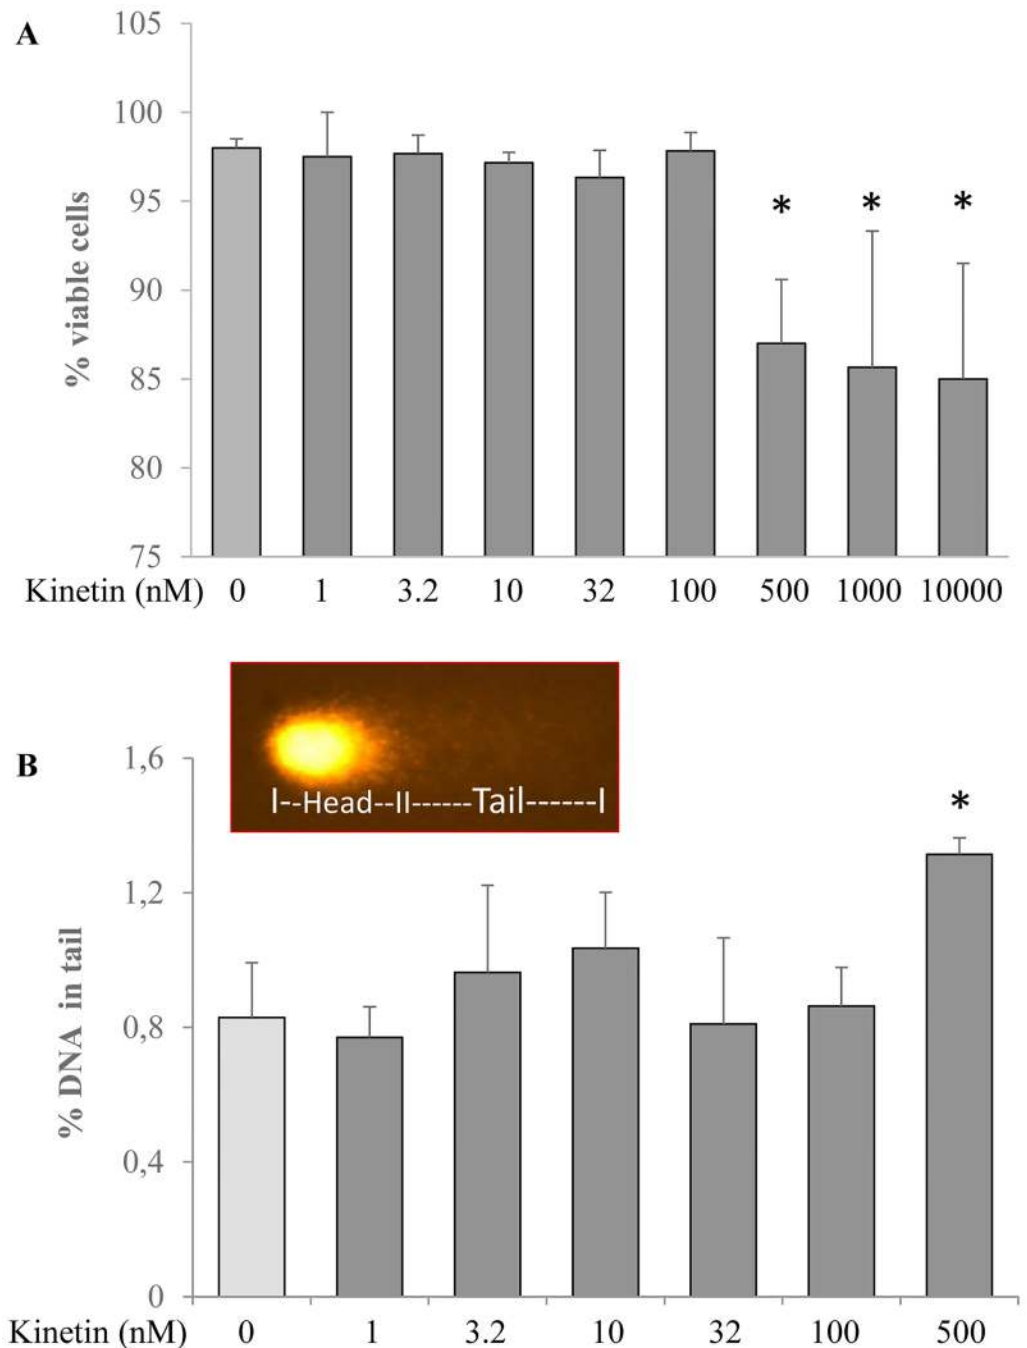 A
105
100
95
90
85
80
75
% viable cells
* * *
Kinetin (nM) 0 1 3.2 10 32 100 500 1000 10000
I--Head--II------Tail------I
B
1,6
1,2
0,8
0,4
0
% DNA in tail
*
Kinetin (nM) 0 1 3.2 10 32 100 500